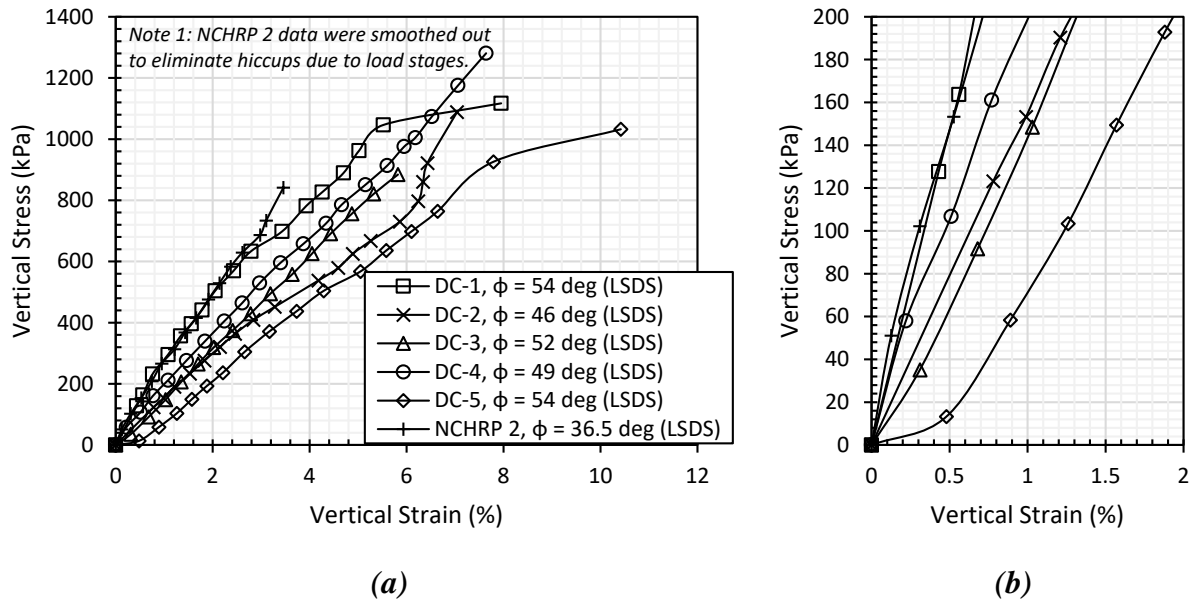 1400
1200
1000
800
600
400
200
0
Vertical Stress (kPa)
Note 1: NCHRP 2 data were smoothed out
to eliminate hiccups due to load stages.
DC-1, ϕ = 54 deg (LSDS)
DC-2, ϕ = 46 deg (LSDS)
DC-3, ϕ = 52 deg (LSDS)
DC-4, ϕ = 49 deg (LSDS)
DC-5, ϕ = 54 deg (LSDS)
NCHRP 2, ϕ = 36.5 deg (LSDS)
0 2 4 6 8 10 12
Vertical Strain (%)
(a)
200
180
160
140
120
100
80
60
40
20
0
Vertical Stress (kPa)
0 0.5 1 1.5 2
Vertical Strain (%)
(b)